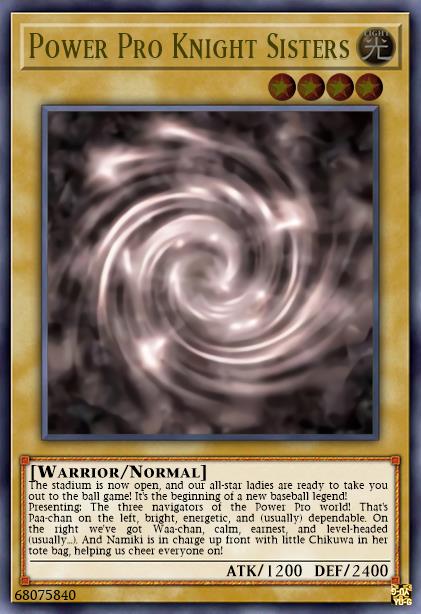 POWER PRO KNIGHT SISTERS
LIGHT
光
[WARRIOR/NORMAL]
The stadium is now open, and our all-star ladies are ready to take you
out to the ball game! It's the beginning of a new baseball legend!
Presenting: The three navigators of the Power Pro world! That's
Paa-chan on the left, bright, energetic, and (usually) dependable. On
the right we've got Waa-chan, calm, earnest, and level-headed
(usually...). And Namiki is in charge up front with little Chikuwa in her
tote bag, helping us cheer everyone on!
ATK/1200 DEF/2400
68075840